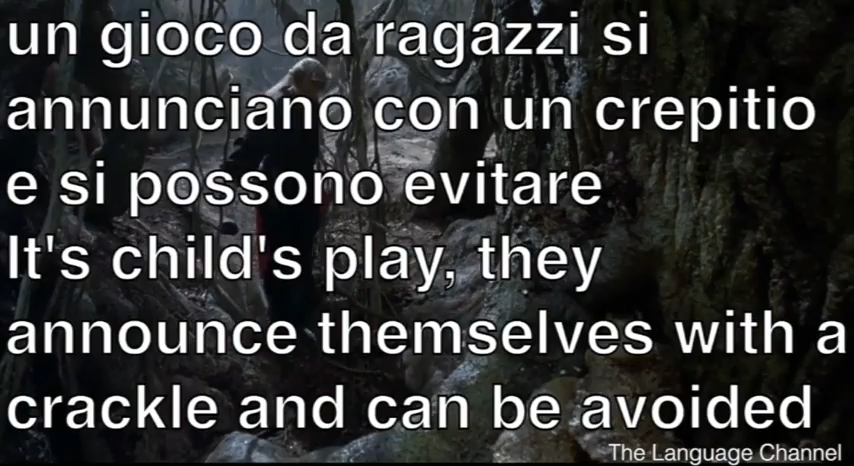 un gioco da ragazzi si
annunciano con un crepitio
e si possono evitare
It's child's play, they
announce themselves with a
crackle and can be avoided
The Language Channel